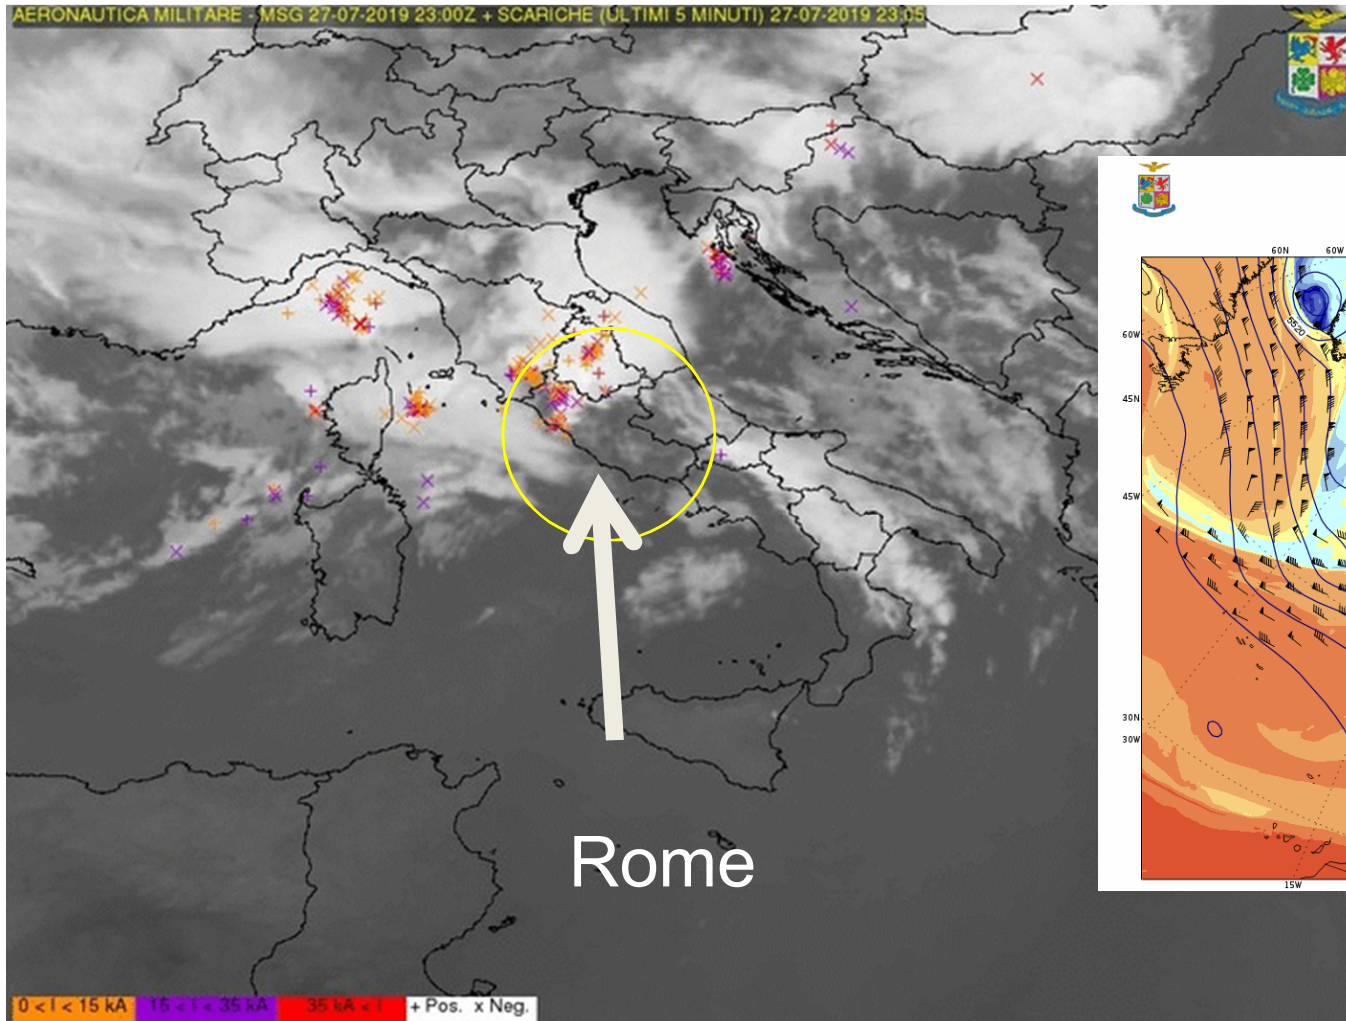 AERONAUTICA MILITARE - MSG 27-07-2019 23:00Z + SCARICHE (ULTIMI 5 MINUTI) 27-07-2019 23:05
60N 60W
5520
60W
45N
45W
30N
30W
15W
Rome
0 < I < 15 kA 15 < I < 35 kA 35 kA < I + Pos. x Neg.